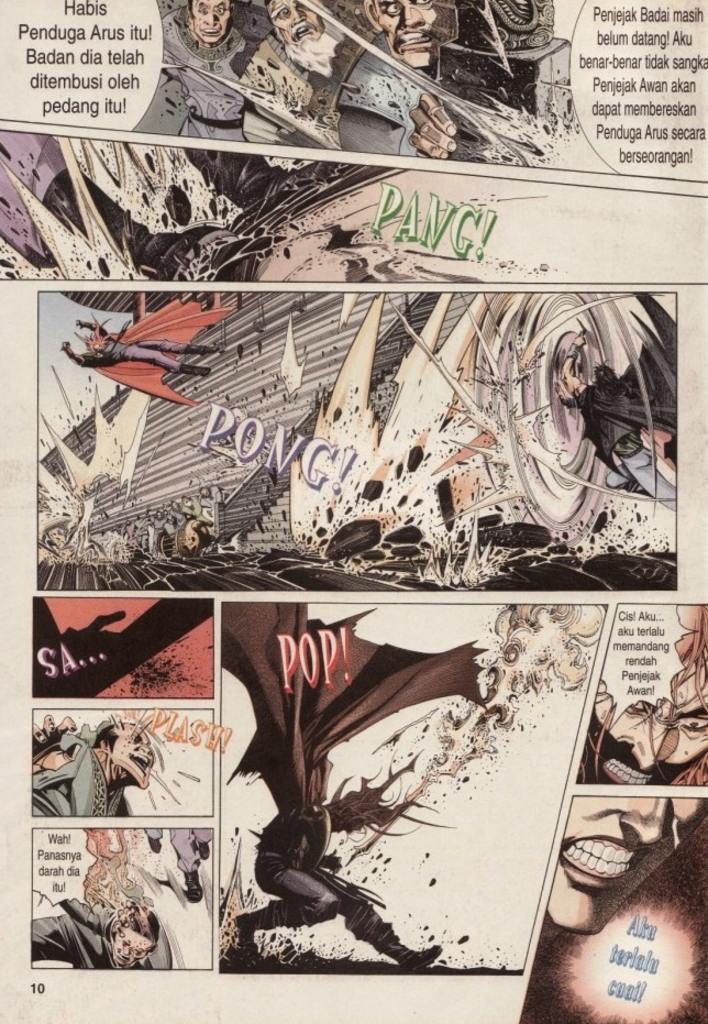 Habis
Penduga Arus itu!
Badan dia telah
ditembusi oleh
pedang itu!
Penjejak Badai masih
belum datang! Aku
benar-benar tidak sangka
Penjejak Awan akan
dapat membereskan
Penduga Arus secara
berseorangan!
PANG!
PONG!
SA...
PLASH!
Wah!
Panasnya
darah dia
itu!
POP!
Cis! Aku...
aku terlalu
memandang
rendah
Penjejak
Awan!
Aku
terlalu
cuai!
10